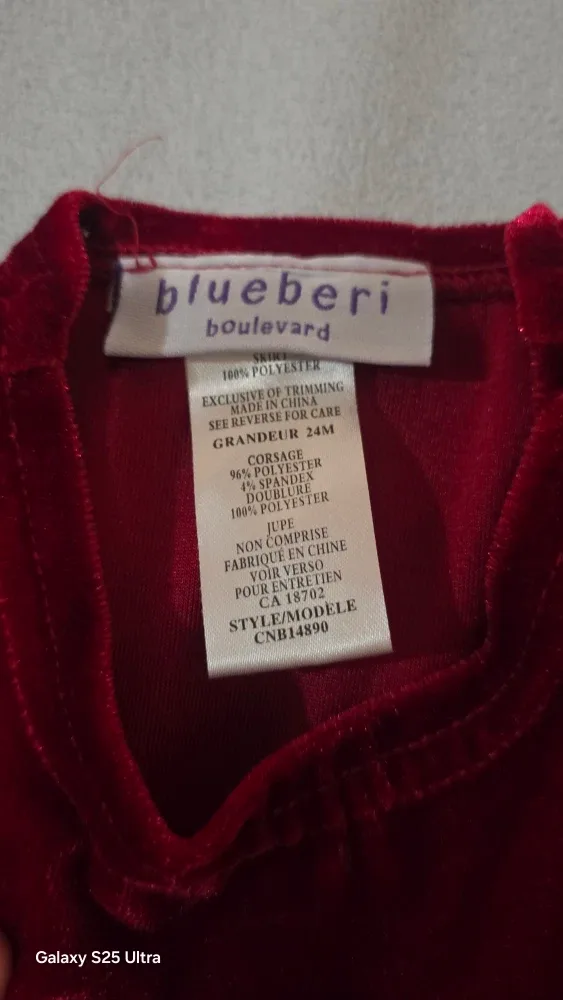 blueberi
boulevard
SKIRT
100% POLYESTER
EXCLUSIVE OF TRIMMING
MADE IN CHINA
SEE REVERSE FOR CARE
GRANDEUR 24M
CORSAGE
96% POLYESTER
4% SPANDEX
DOUBLURE
100% POLYESTER
JUPE
NON COMPRISE
FABRIQUÉ EN CHINE
VOIR VERSO
POUR ENTRETIEN
CA 18702
STYLE/MODÈLE
CNB14890
Galaxy S25 Ultra